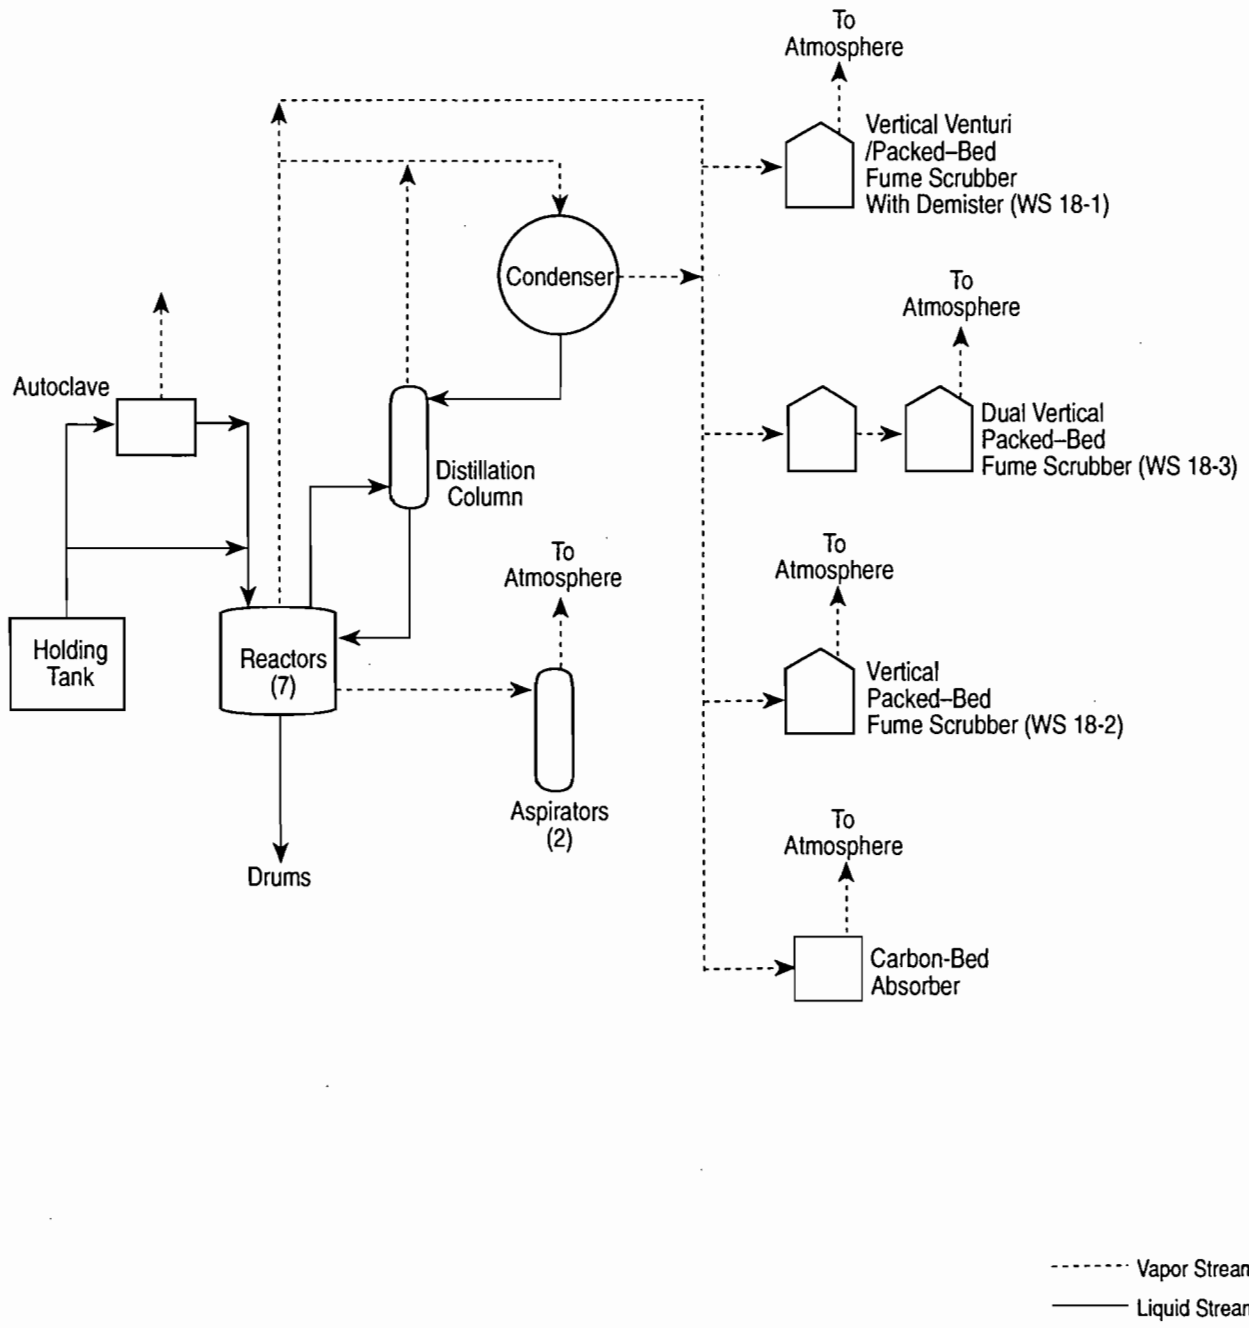 To
Atmosphere
Vertical Venturi
/Packed–Bed
Fume Scrubber
With Demister (WS 18-1)
Condenser
To
Atmosphere
Autoclave
Dual Vertical
Packed–Bed
Fume Scrubber (WS 18-3)
Distillation
Column
To
Atmosphere
To
Atmosphere
Holding
Tank
Reactors
(7)
Vertical
Packed–Bed
Fume Scrubber (WS 18-2)
Aspirators
(2)
To
Atmosphere
Drums
Carbon-Bed
Absorber
Vapor Stream
Liquid Stream